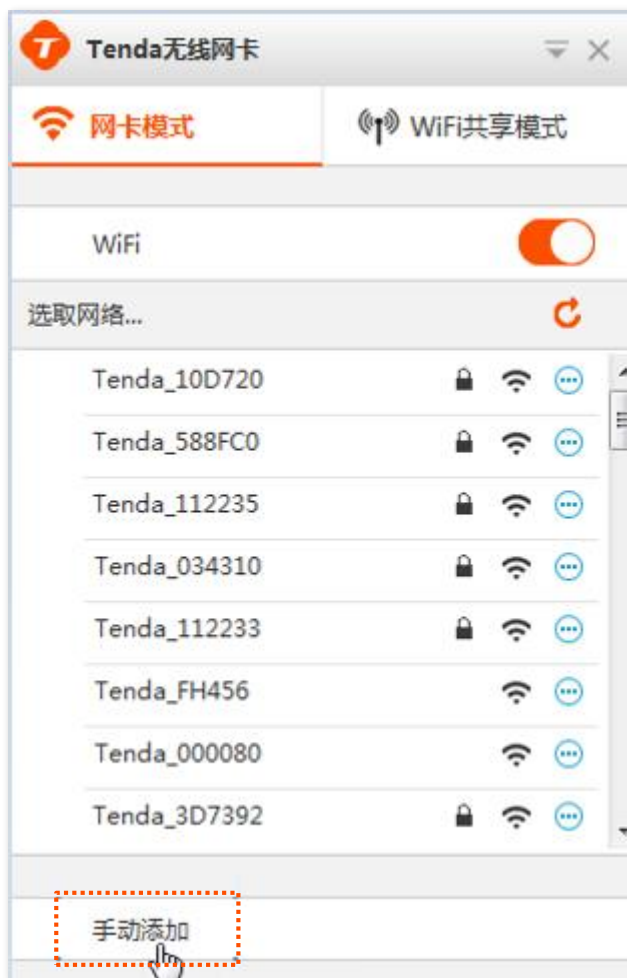 Tenda无线网卡
网卡模式 WiFi共享模式
WiFi
选取网络...
Tenda_10D720
Tenda_588FC0
Tenda_112235
Tenda_034310
Tenda_112233
Tenda_FH456
Tenda_000080
Tenda_3D7392
手动添加